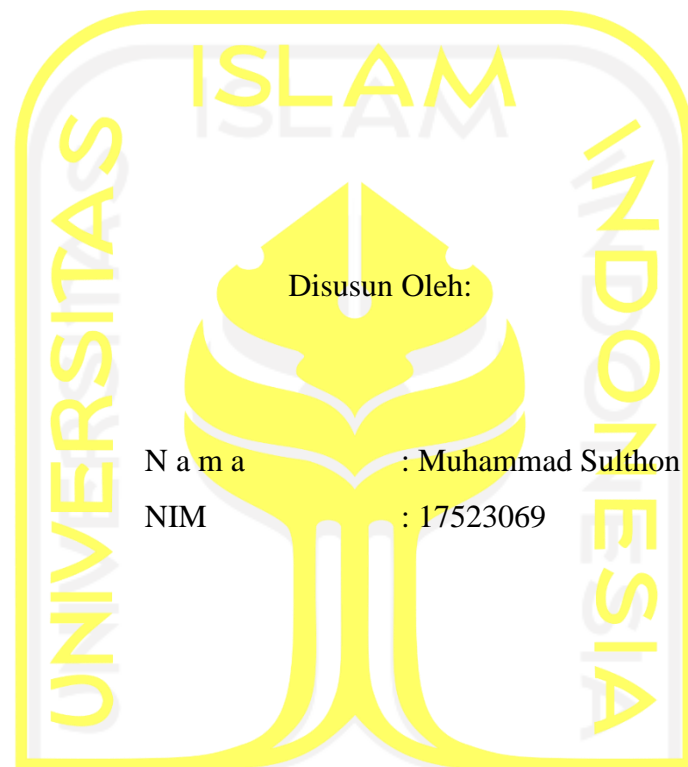 ISLAM
UNIVERSITAS
INDONESIA
Disusun Oleh:
N a m a : Muhammad Sulthon
NIM : 17523069